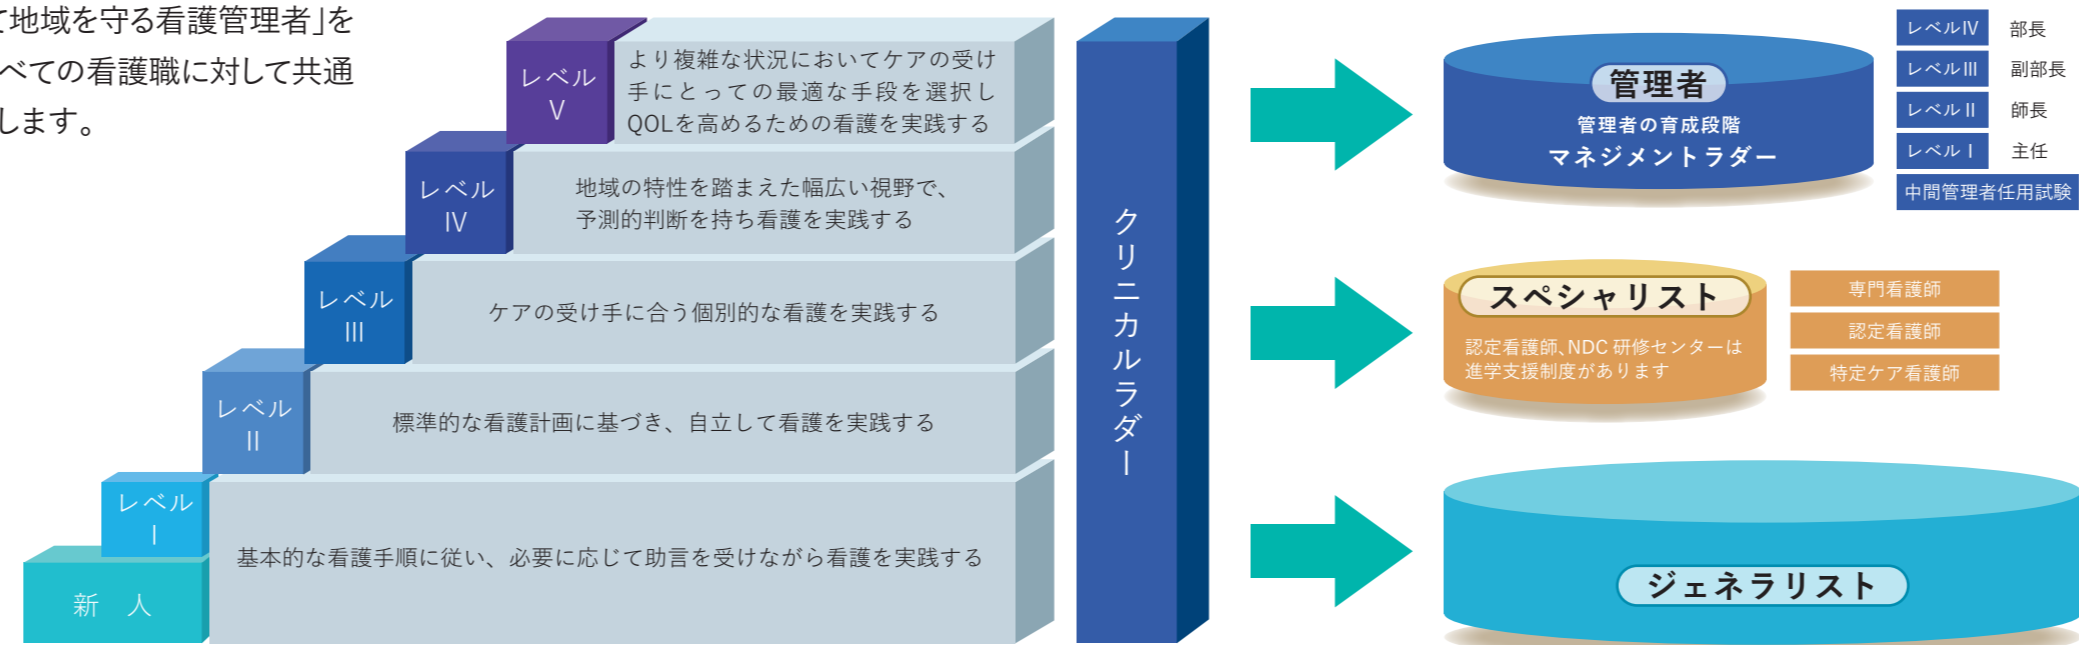 て地域を守る看護管理者」を
べての看護職に対して共通
します。
レベル
V
より複雑な状況においてケアの受け
手にとっての最適な手段を選択し
QOLを高めるための看護を実践する
レベル
IV
地域の特性を踏まえた幅広い視野で、
予測的判断を持ち看護を実践する
レベル
III
ケアの受け手に合う個別的な看護を実践する
レベル
II
標準的な看護計画に基づき、自立して看護を実践する
レベル
I
基本的な看護手順に従い、必要に応じて助言を受けながら看護を実践する
新 人
クリニカルラダー
管理者
管理者の育成段階
マネジメントラダー
レベルIV 部長
レベルIII 副部長
レベルII 師長
レベルI 主任
中間管理者任用試験
スペシャリスト
認定看護師、NDC 研修センターは
進学支援制度があります
専門看護師
認定看護師
特定ケア看護師
ジェネラリスト